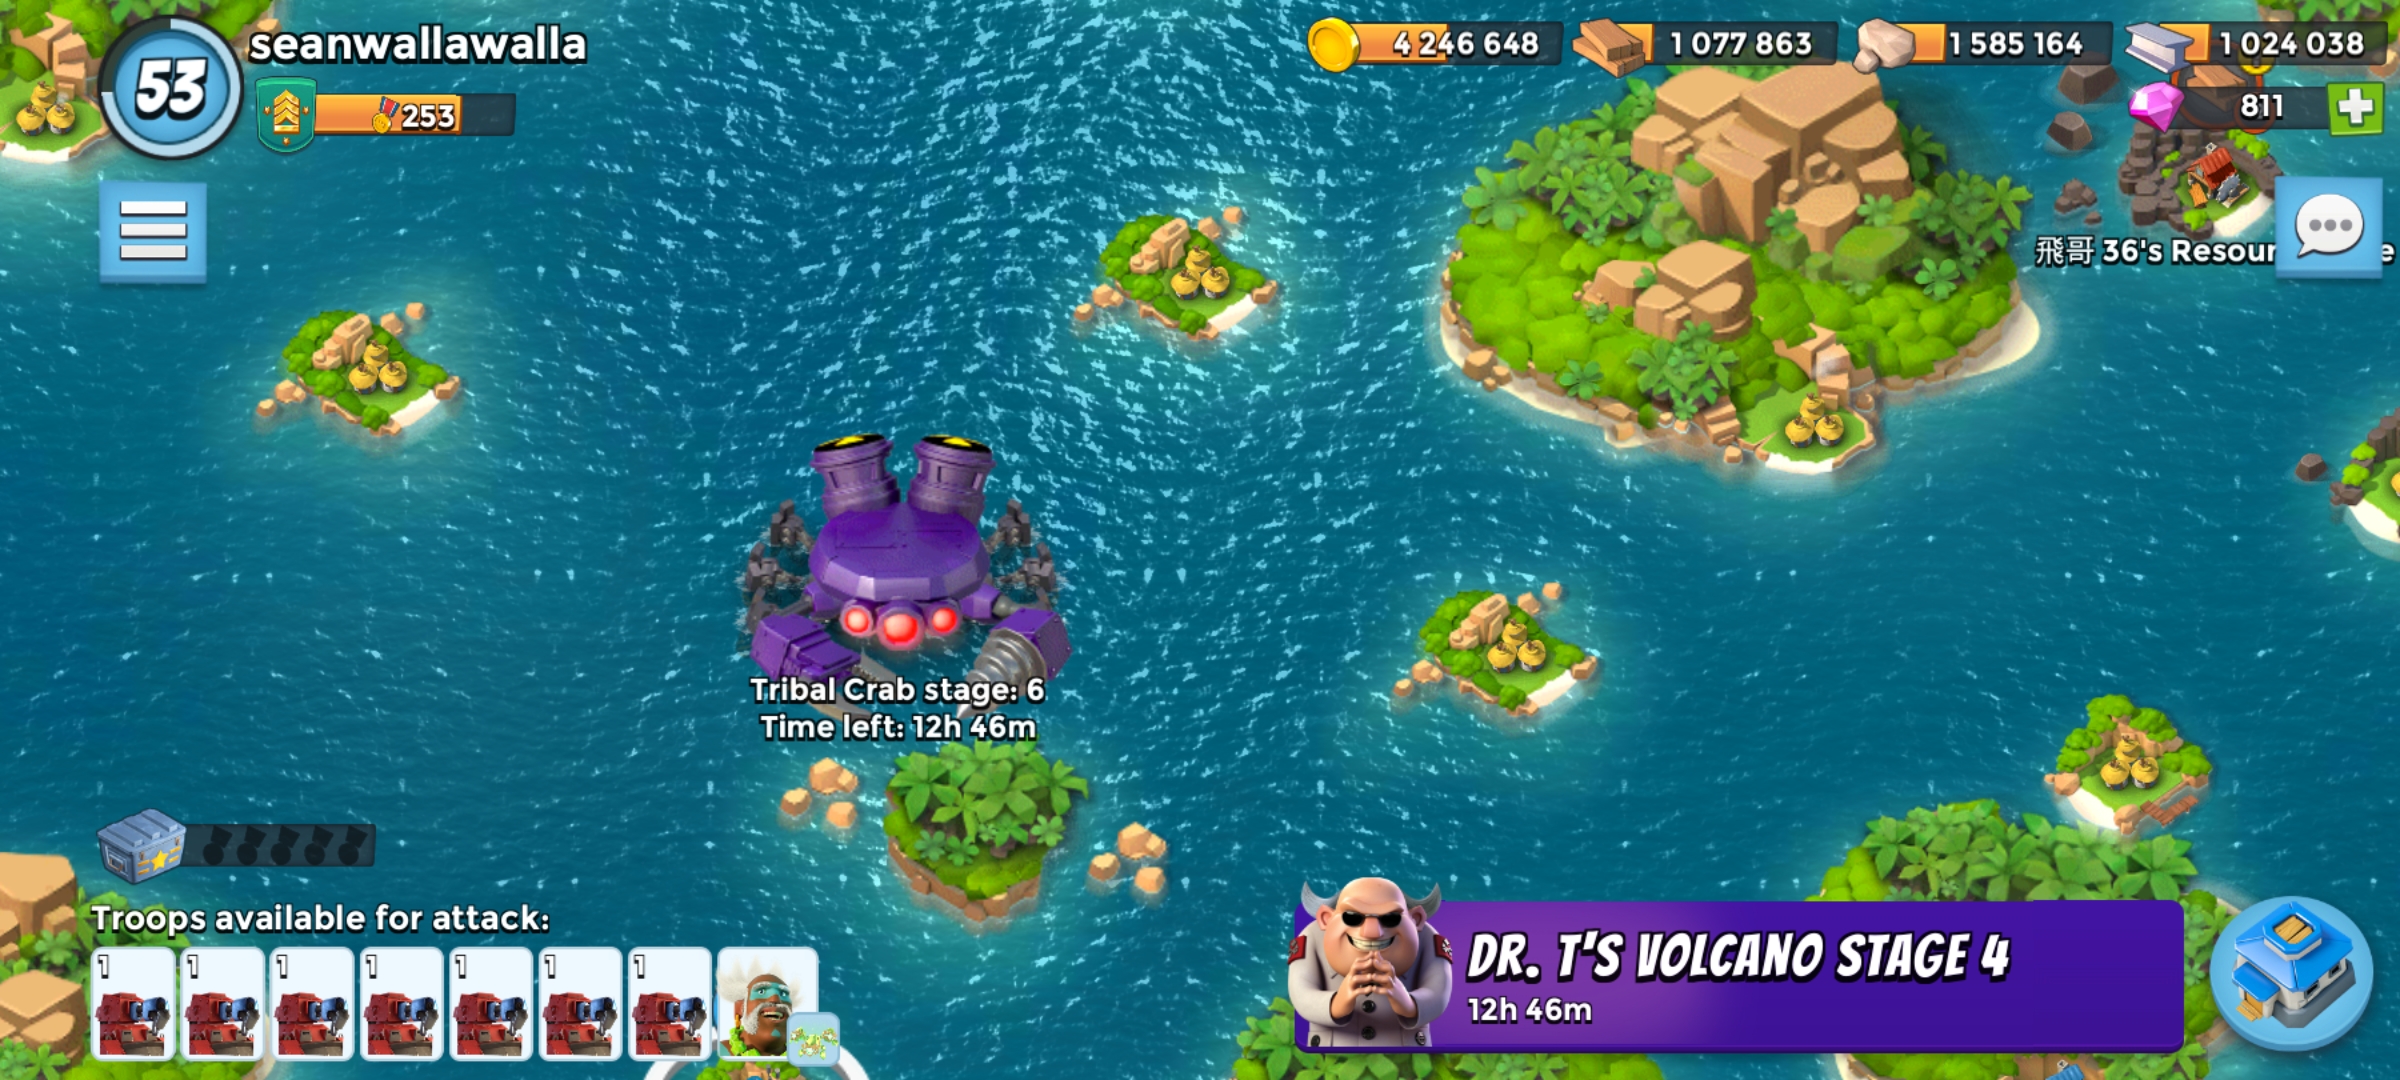 53
seanwallawalla
253
4 246 648
1 077 863
1 585 164
1 024 038
811
飛哥 36's Resour
e
Tribal Crab stage: 6
Time left: 12h 46m
Troops available for attack:
1 1 1 1 1 1 1
DR. T'S VOLCANO STAGE 4
12h 46m